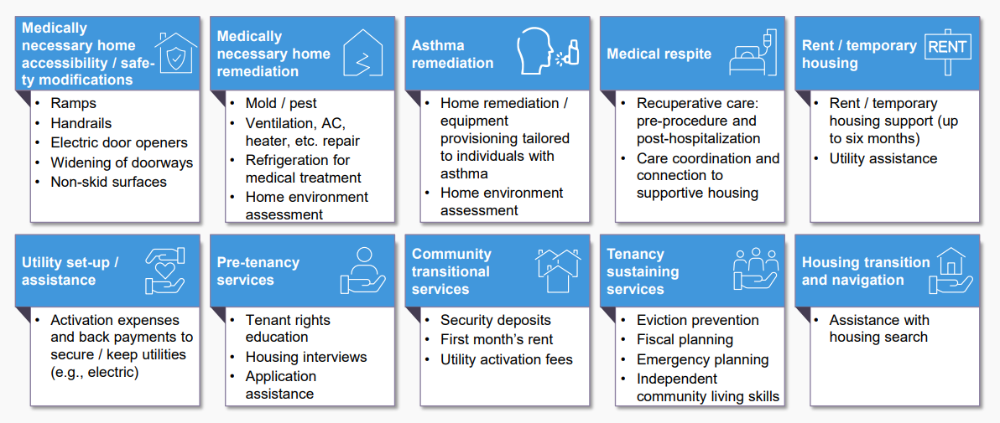 Medically
necessary home
accessibility / safe-
ty modifications
• Ramps
• Handrails
• Electric door openers
• Widening of doorways
• Non-skid surfaces
Medically
necessary home
remediation
• Mold / pest
• Ventilation, AC,
heater, etc. repair
• Refrigeration for
medical treatment
• Home environment
assessment
Asthma
remediation
• Home remediation /
equipment
provisioning tailored
to individuals with
asthma
• Home environment
assessment
Medical respite
• Recuperative care:
pre-procedure and
post-hospitalization
• Care coordination and
connection to
supportive housing
Rent / temporary
housing
RENT
• Rent / temporary
housing support (up
to six months)
• Utility assistance
Utility set-up /
assistance
• Activation expenses
and back payments to
secure / keep utilities
(e.g., electric)
Pre-tenancy
services
• Tenant rights
education
• Housing interviews
• Application
assistance
Community
transitional
services
• Security deposits
• First month’s rent
• Utility activation fees
Tenancy
sustaining
services
• Eviction prevention
• Fiscal planning
• Emergency planning
• Independent
community living skills
Housing transition
and navigation
• Assistance with
housing search